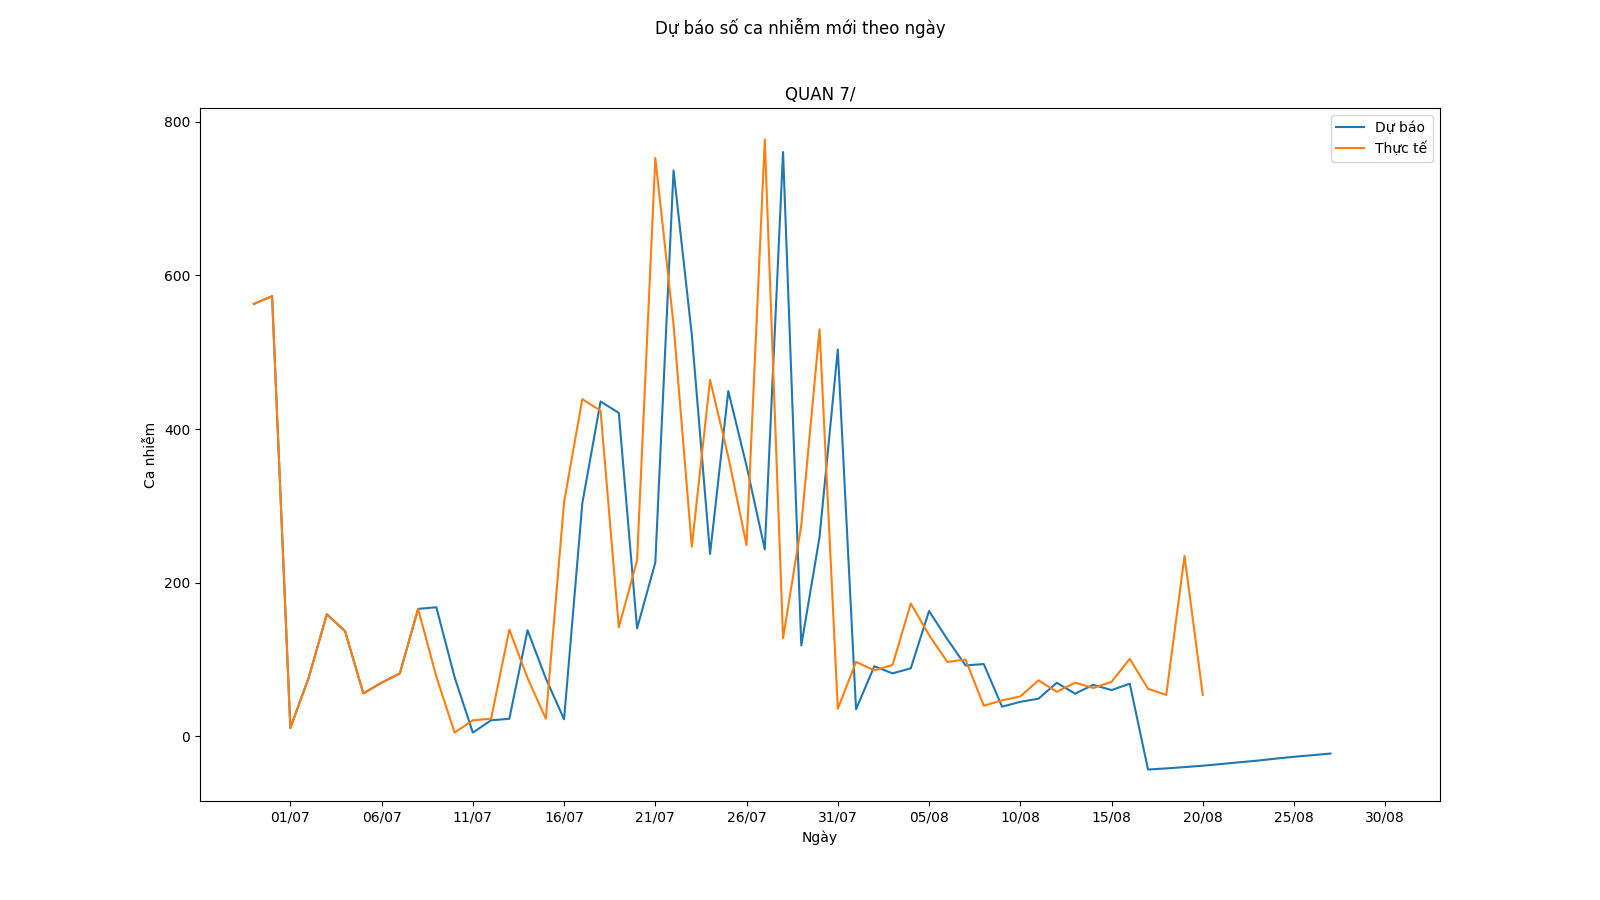 Dự báo số ca nhiễm mới theo ngày
QUAN 7/
Dự báo
Thực tế
800
600
400
200
0
Ca nhiễm
01/07 06/07 11/07 16/07 21/07 26/07 31/07 05/08 10/08 15/08 20/08 25/08 30/08
Ngày